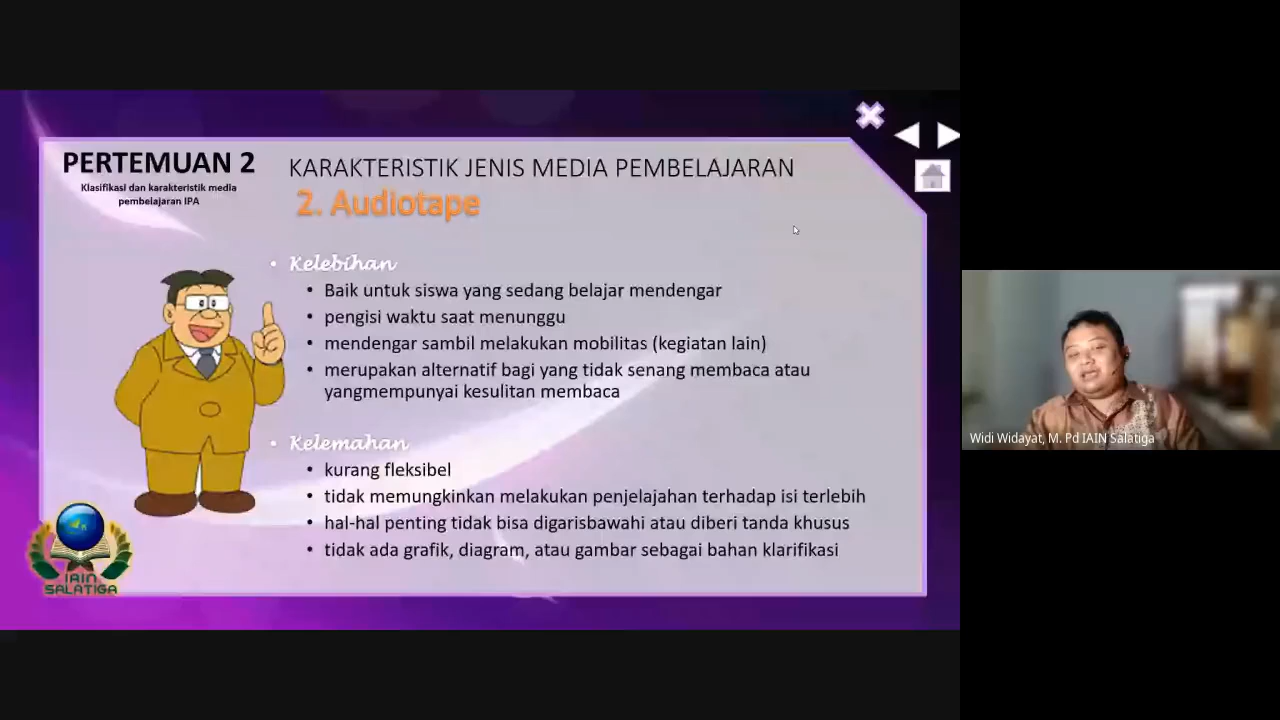 PERTEMUAN 2
Klasifikasi dan karakteristik media
pembelajaran IPA
KARAKTERISTIK JENIS MEDIA PEMBELAJARAN
2. Audiotape
• Kelebihan
• Baik untuk siswa yang sedang belajar mendengar
• pengisi waktu saat menunggu
• mendengar sambil melakukan mobilitas (kegiatan lain)
• merupakan alternatif bagi yang tidak senang membaca atau
yangmempunyai kesulitan membaca
• Kelemahan
• kurang fleksibel
• tidak memungkinkan melakukan penjelajahan terhadap isi terlebih
• hal-hal penting tidak bisa digarisbawahi atau diberi tanda khusus
• tidak ada grafik, diagram, atau gambar sebagai bahan klarifikasi
IAIN
SALATIGA
Widi Widayat, M. Pd IAIN Salatiga